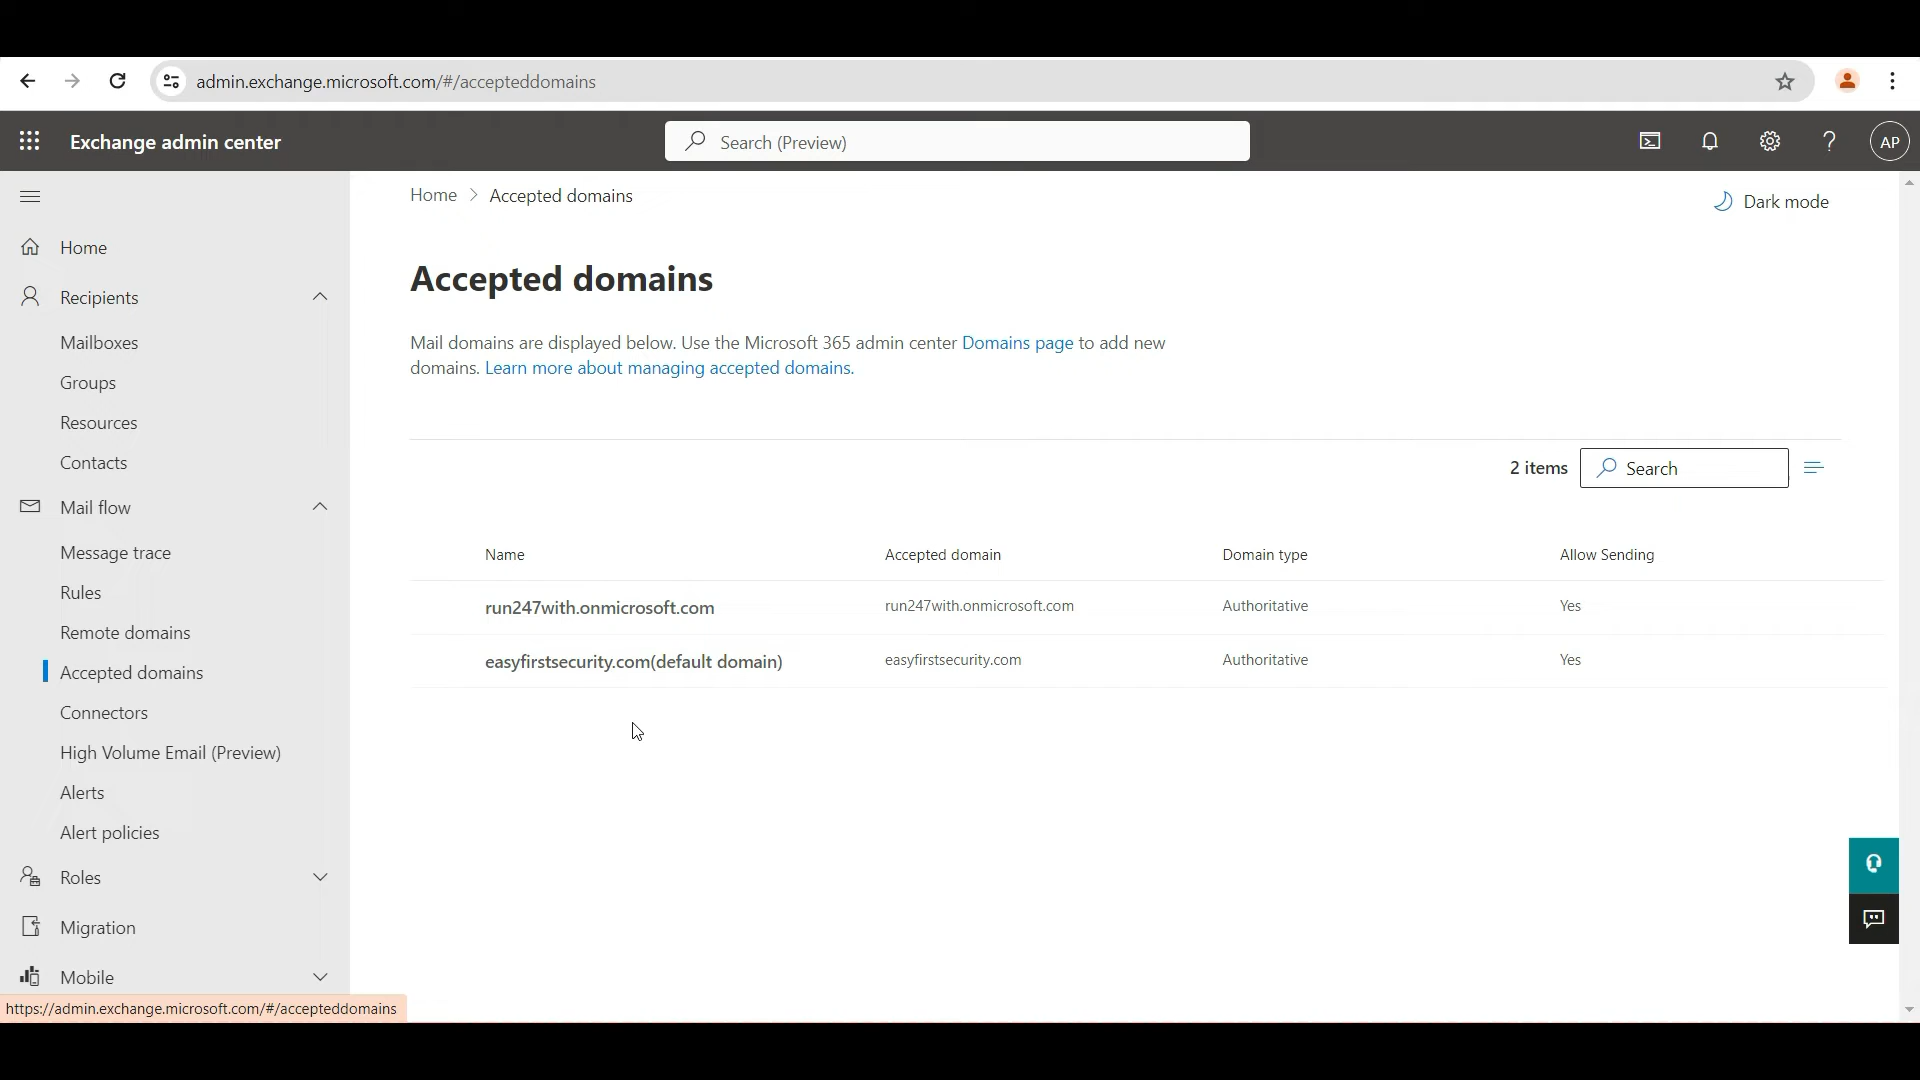 admin.exchange.microsoft.com/#/accepteddomains
Exchange admin center
Search (Preview)
AP
Home
Recipients
Mailboxes
Groups
Resources
Contacts
Mail flow
Message trace
Rules
Remote domains
Accepted domains
Connectors
High Volume Email (Preview)
Alerts
Alert policies
Roles
Migration
Mobile
https://admin.exchange.microsoft.com/#/accepteddomains
Home > Accepted domains
Dark mode
Accepted domains
Mail domains are displayed below. Use the Microsoft 365 admin center Domains page to add new
domains. Learn more about managing accepted domains.
2 items Search
Name Accepted domain Domain type Allow Sending
run247with.onmicrosoft.com run247with.onmicrosoft.com Authoritative Yes
easyfirstsecurity.com(default domain) easyfirstsecurity.com Authoritative Yes